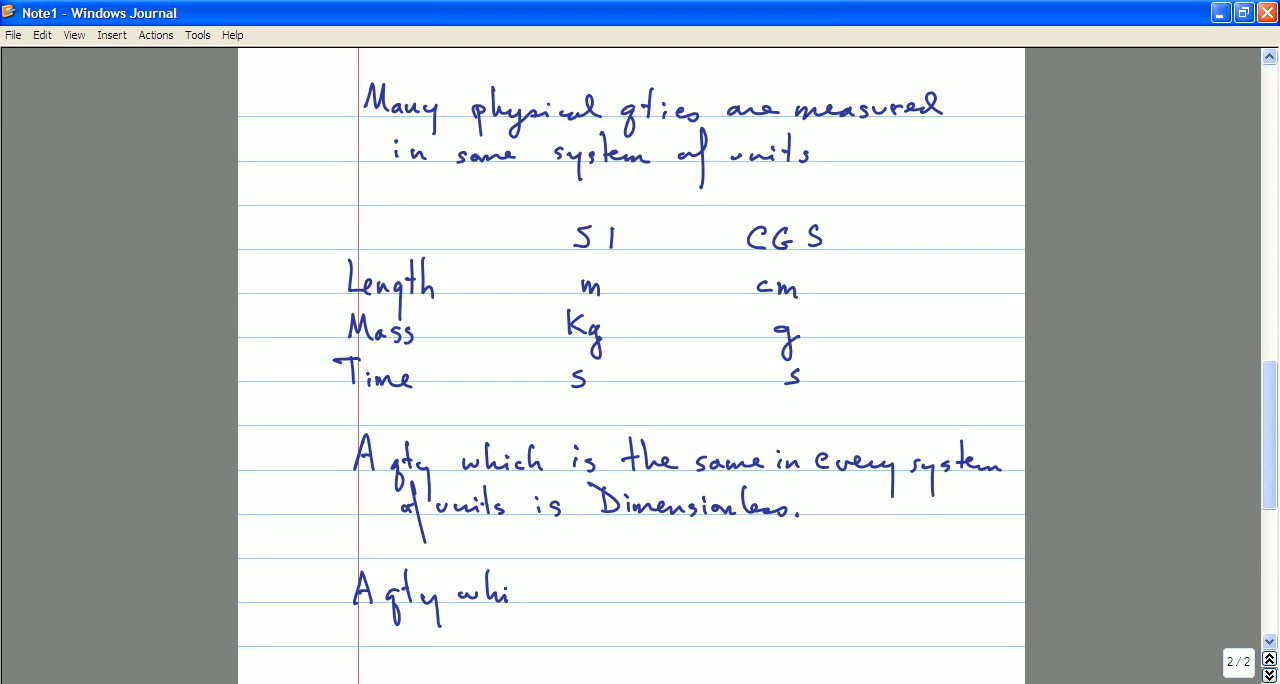 Note1 - Windows Journal
File Edit View Insert Actions Tools Help
Many physical qties are measured
in some system of units
SI CGS
Length m cm
Mass Kg g
Time s s
A qty which is the same in every system
of units is Dimensionless.
A qty whi
2 / 2